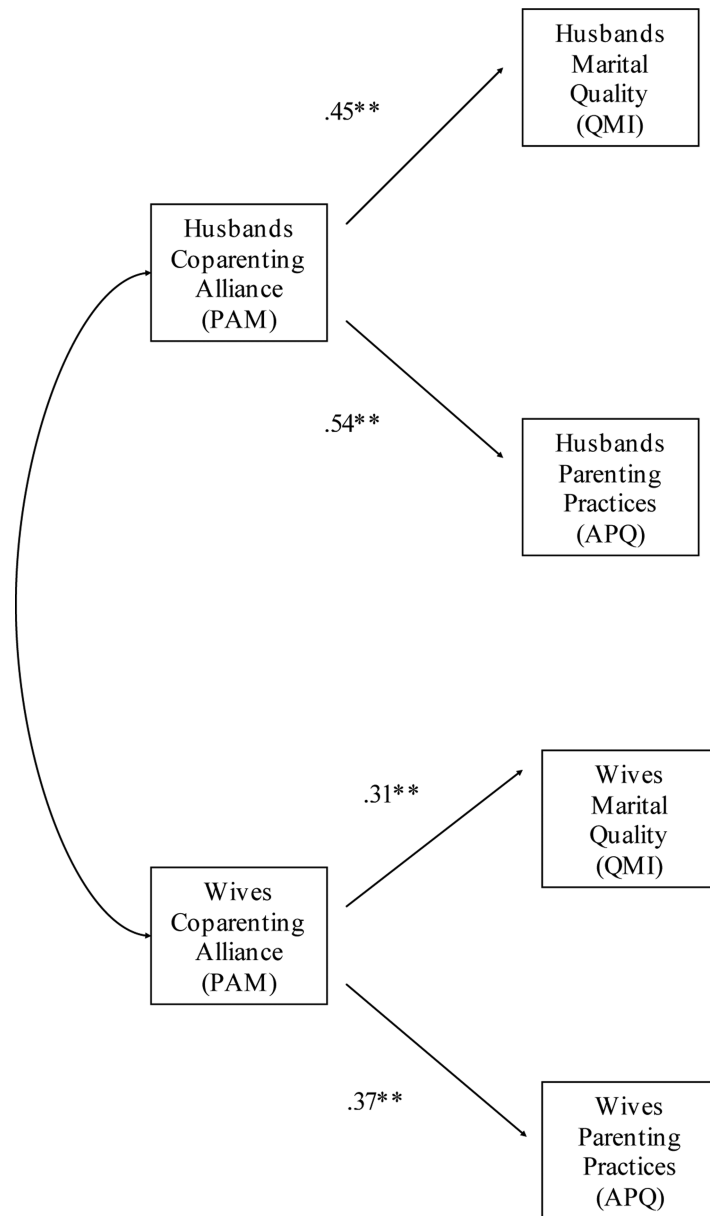 Husbands
Marital
Quality
(QMI)
.45**
Husbands
Coparenting
Alliance
(PAM)
.54**
Husbands
Parenting
Practices
(APQ)
Wives
Marital
Quality
(QMI)
.31**
Wives
Coparenting
Alliance
(PAM)
.37**
Wives
Parenting
Practices
(APQ)